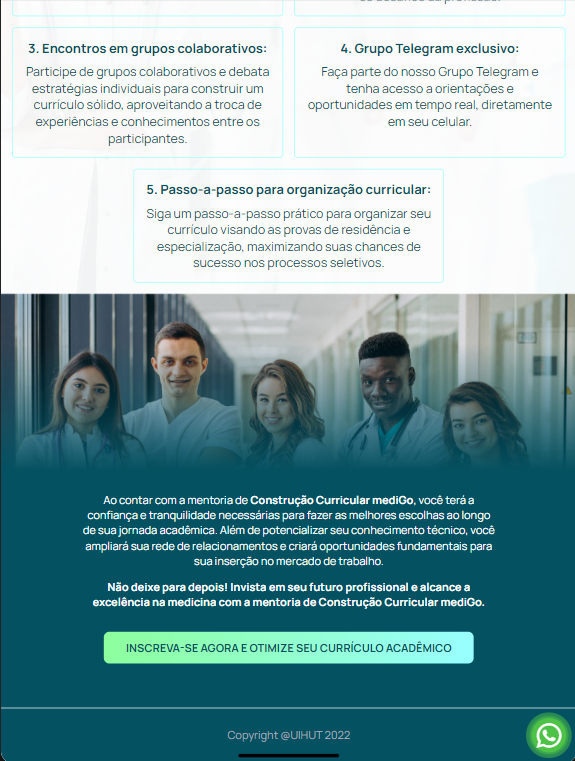 3. Encontros em grupos colaborativos:
Participe de grupos colaborativos e debata
estratégias individuais para construir um
currículo sólido, aproveitando a troca de
experiências e conhecimentos entre os
participantes.
4. Grupo Telegram exclusivo:
Faça parte do nosso Grupo Telegram e
tenha acesso a orientações e
oportunidades em tempo real, diretamente
em seu celular.
5. Passo-a-passo para organização curricular:
Siga um passo-a-passo prático para organizar seu
currículo visando as provas de residência e
especialização, maximizando suas chances de
sucesso nos processos seletivos.
Ao contar com a mentoria de Construção Curricular mediGo, você terá a
confiança e tranquilidade necessárias para fazer as melhores escolhas ao longo
de sua jornada acadêmica. Além de potencializar seu conhecimento técnico, você
ampliará sua rede de relacionamentos e criará oportunidades fundamentais para
sua inserção no mercado de trabalho.
Não deixe para depois! Invista em seu futuro profissional e alcance a
excelência na medicina com a mentoria de Construção Curricular mediGo.
INSCREVA-SE AGORA E OTIMIZE SEU CURRÍCULO ACADÊMICO
Copyright @UIHUT 2022